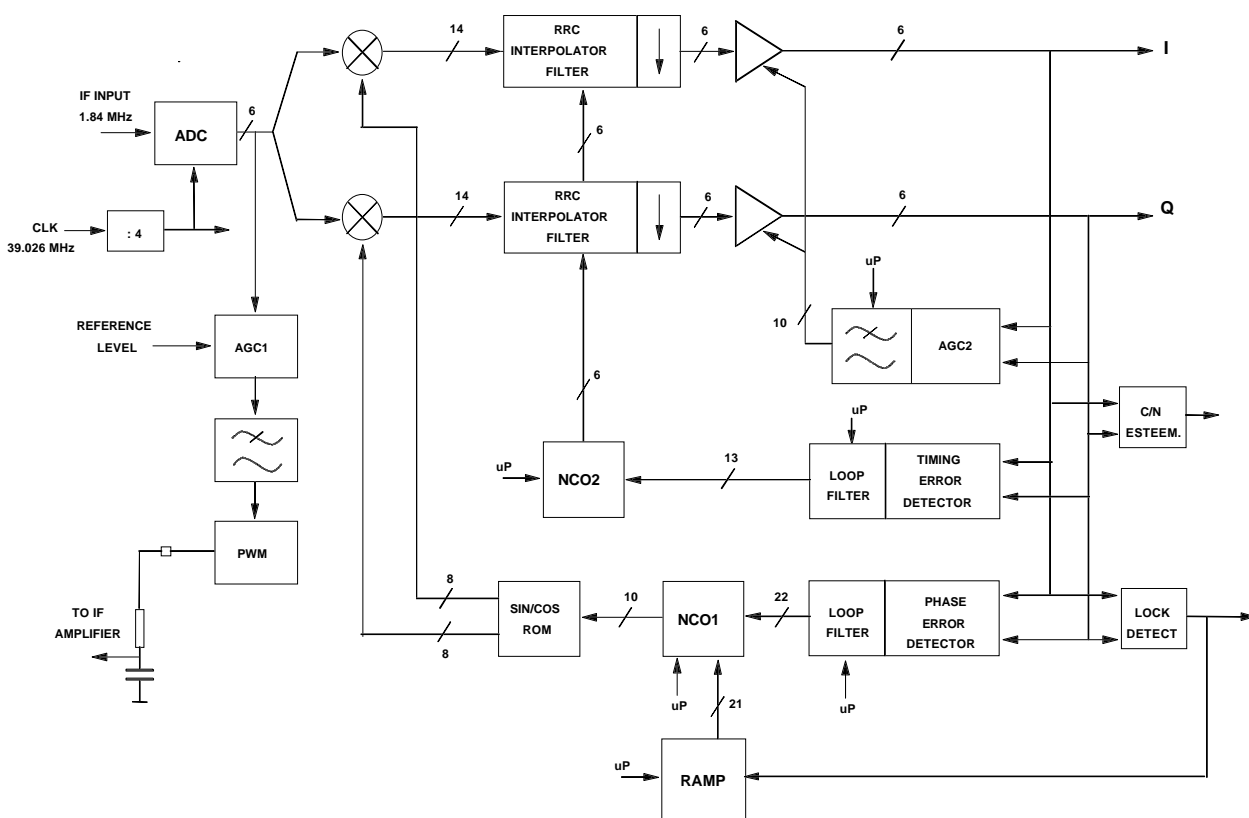 14
RRC
INTERPOLATOR
FILTER
6
6
I
IF INPUT
1.84 MHz
ADC
6
6
14
RRC
INTERPOLATOR
FILTER
6
6
Q
CLK
39.026 MHz
: 4
uP
REFERENCE
LEVEL
AGC1
10
AGC2
6
uP
C/N
ESTEEM.
uP
NCO2
13
LOOP
FILTER
TIMING
ERROR
DETECTOR
PWM
TO IF
AMPLIFIER
8
8
SIN/COS
ROM
10
NCO1
22
LOOP
FILTER
PHASE
ERROR
DETECTOR
LOCK
DETECT
uP
21
uP
uP
RAMP